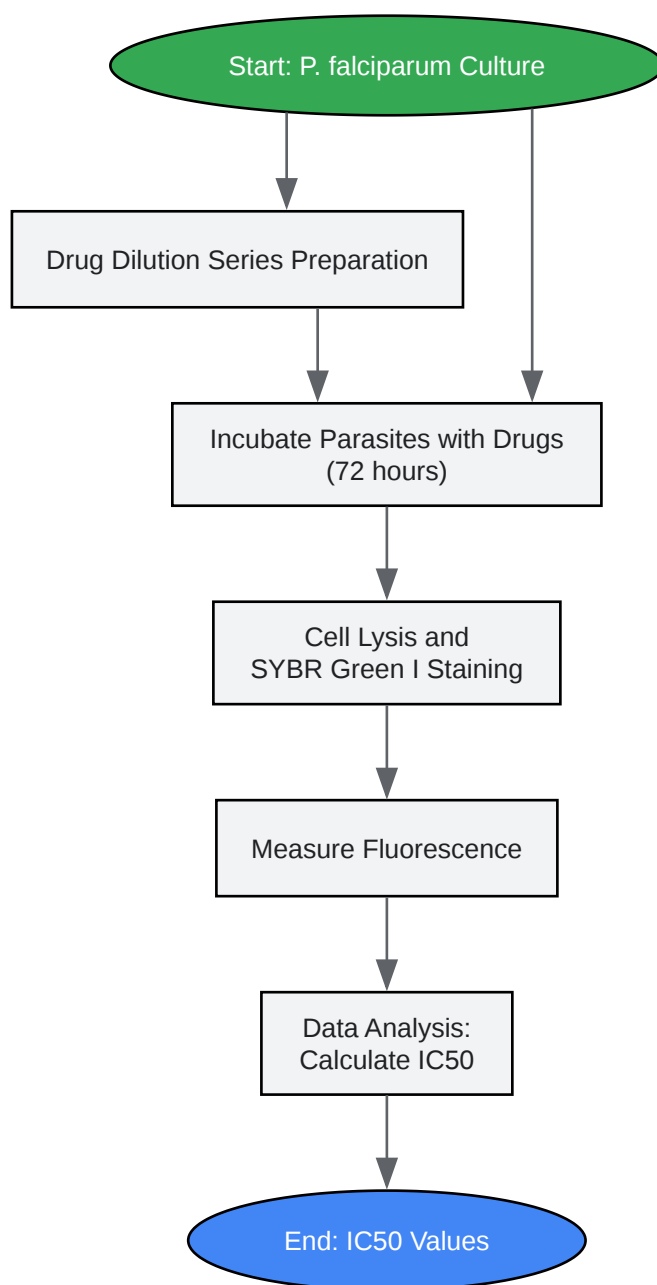 Start: P. falciparum Culture
Drug Dilution Series Preparation
Incubate Parasites with Drugs
(72 hours)
Cell Lysis and
SYBR Green I Staining
Measure Fluorescence
Data Analysis:
Calculate IC50
End: IC50 Values